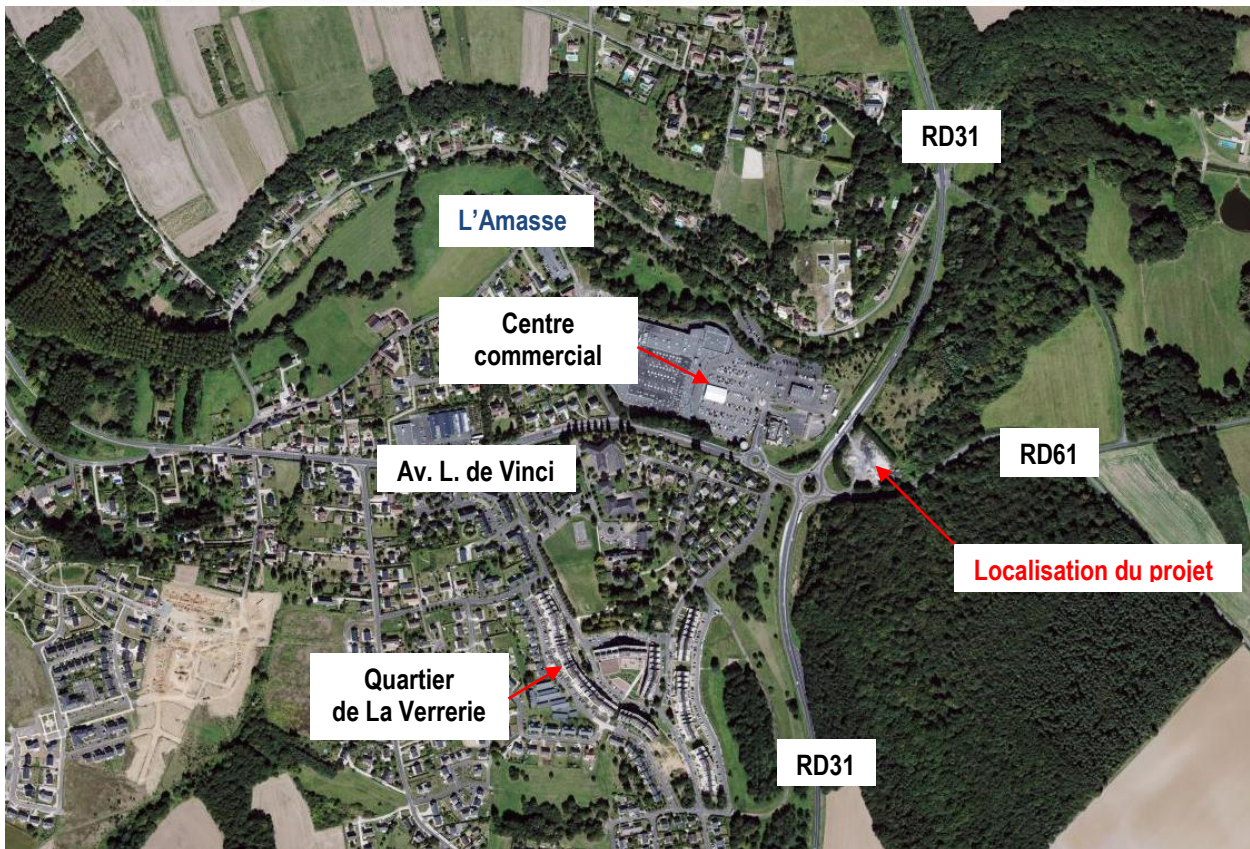 RD31
L'Amasse
Centre
commercial
RD61
Av. L. de Vinci
Localisation du projet
Quartier
de La Verrerie
RD31